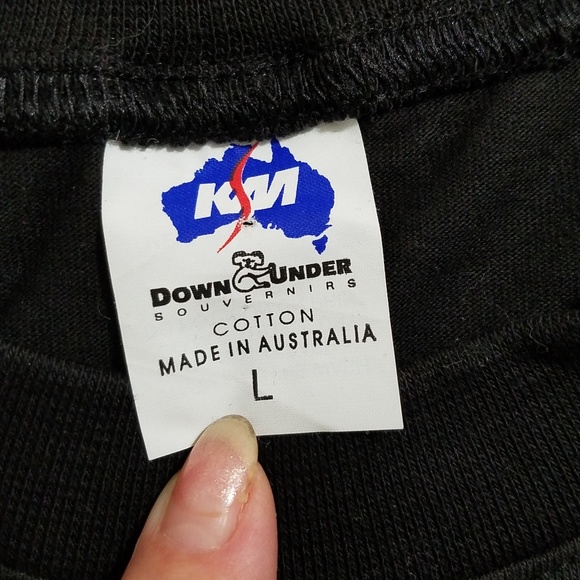 KM
DOWN UNDER
SOUVERNIRS
COTTON
MADE IN AUSTRALIA
L